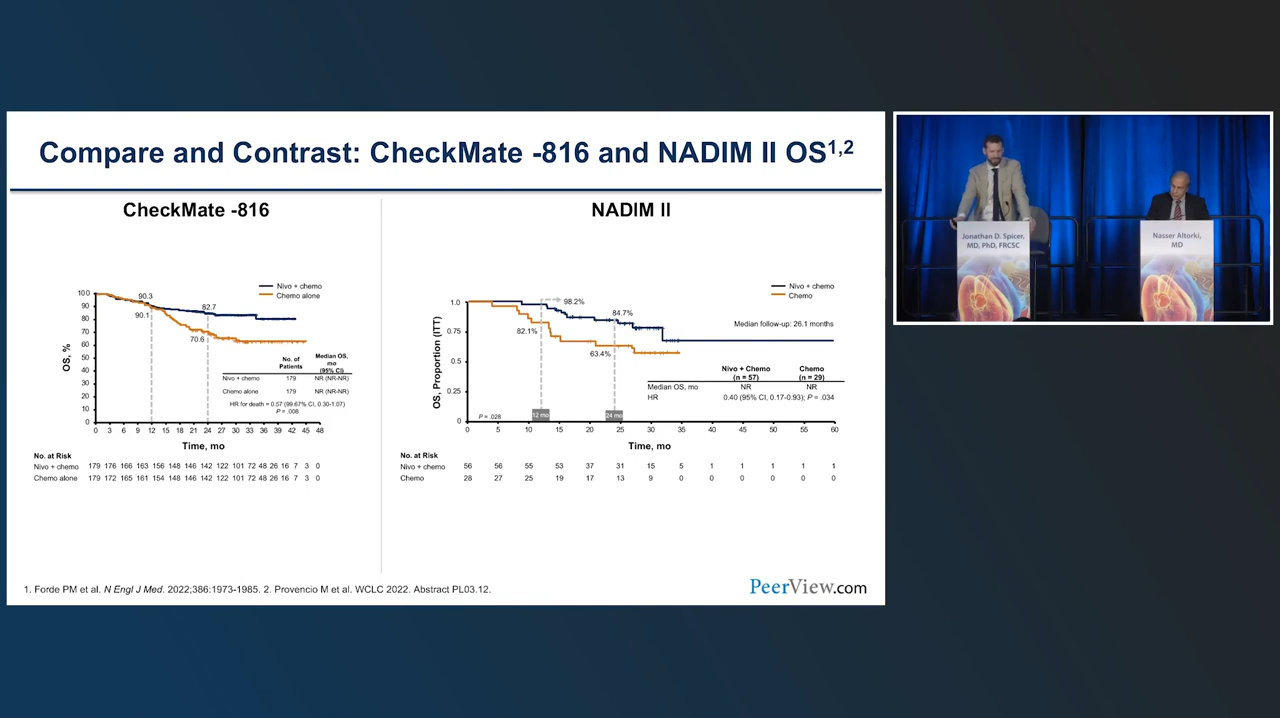 Compare and Contrast: CheckMate -816 and NADIM II OS1,2
CheckMate -816
Nivo + chemo
Chemo alone
OS, %
100
90
80
70
60
50
40
30
20
10
0
90.3
90.1
82.7
70.6
No. of Patients
Median OS, mo (95% CI)
Nivo + chemo 179 NR (NR-NR)
Chemo alone 179 NR (NR-NR)
HR for death = 0.57 (99.67% CI, 0.30-1.07)
P = .008
0 3 6 9 12 15 18 21 24 27 30 33 36 39 42 45 48
Time, mo
No. at Risk
Nivo + chemo 179 176 166 163 156 148 146 142 122 101 72 48 26 16 7 3 0
Chemo alone 179 172 165 161 154 148 146 142 122 101 72 48 26 16 7 3 0
NADIM II
Nivo + chemo
Chemo
OS, Proportion (ITT)
1.0
0.75
0.5
0.25
0
98.2%
82.1%
84.7%
63.4%
Median follow-up: 26.1 months
Nivo + Chemo (n = 57)
Chemo (n = 29)
Median OS, mo NR NR
HR 0.40 (95% CI, 0.17-0.93); P = .034
P = .028
12 mo
24 mo
0 5 10 15 20 25 30 35 40 45 50 55 60
Time, mo
No. at Risk
Nivo + chemo 56 56 55 53 37 31 15 5 1 1 1 1 1
Chemo 28 27 25 19 17 13 9 0 0 0 0 0 0
1. Forde PM et al. N Engl J Med. 2022;386:1973-1985. 2. Provencio M et al. WCLC 2022. Abstract PL03.12.
PeerView.com
Jonathan D. Spicer,
MD, PhD, FRCSC
Nasser Altorki,
MD